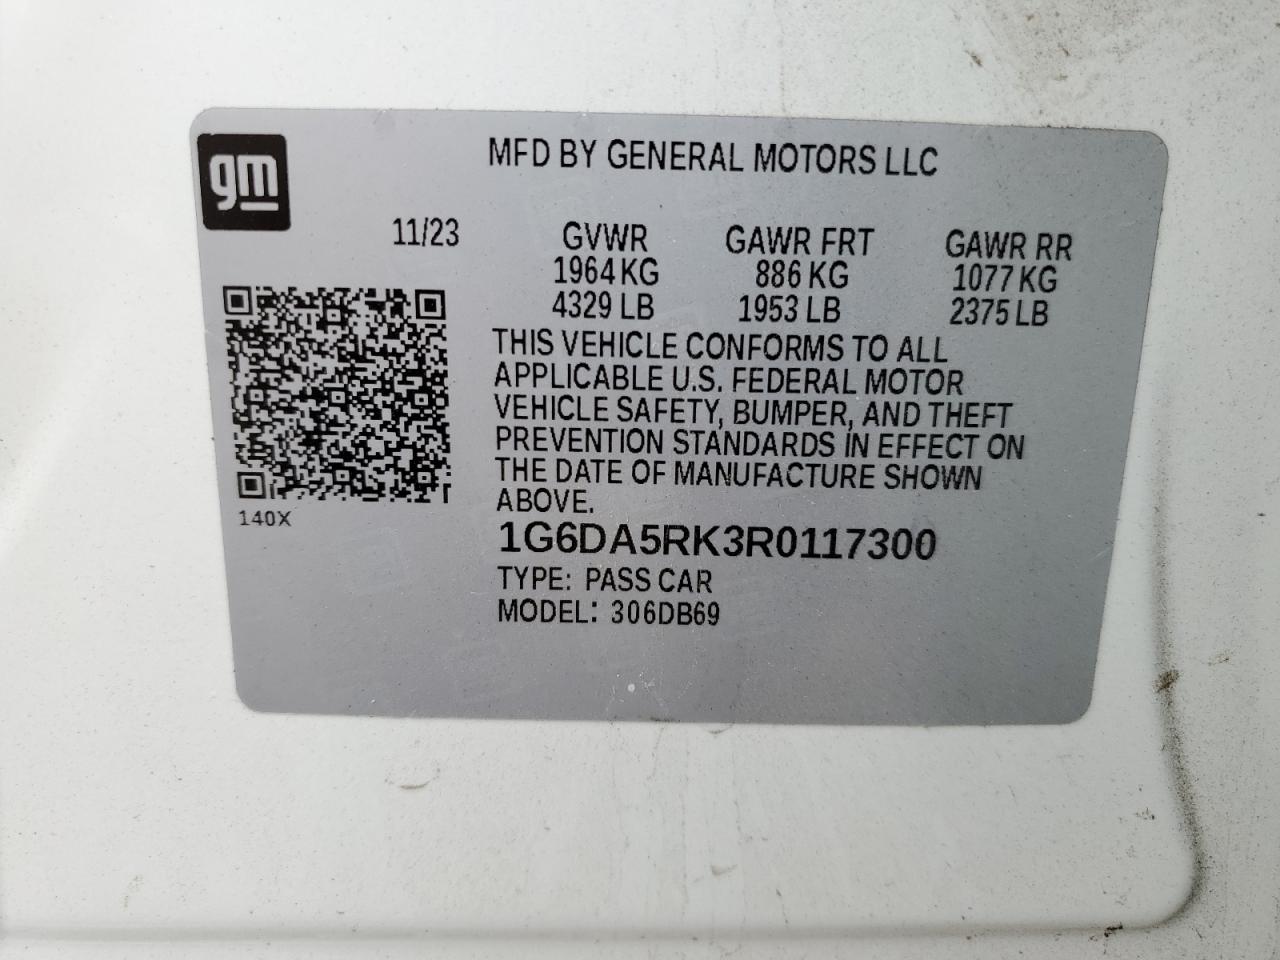 gm
MFD BY GENERAL MOTORS LLC
11/23 GVWR GAWR FRT GAWR RR
1964 KG 886 KG 1077 KG
4329 LB 1953 LB 2375 LB
THIS VEHICLE CONFORMS TO ALL
APPLICABLE U.S. FEDERAL MOTOR
VEHICLE SAFETY, BUMPER, AND THEFT
PREVENTION STANDARDS IN EFFECT ON
THE DATE OF MANUFACTURE SHOWN
ABOVE.
140X
1G6DA5RK3R0117300
TYPE: PASS CAR
MODEL: 306DB69